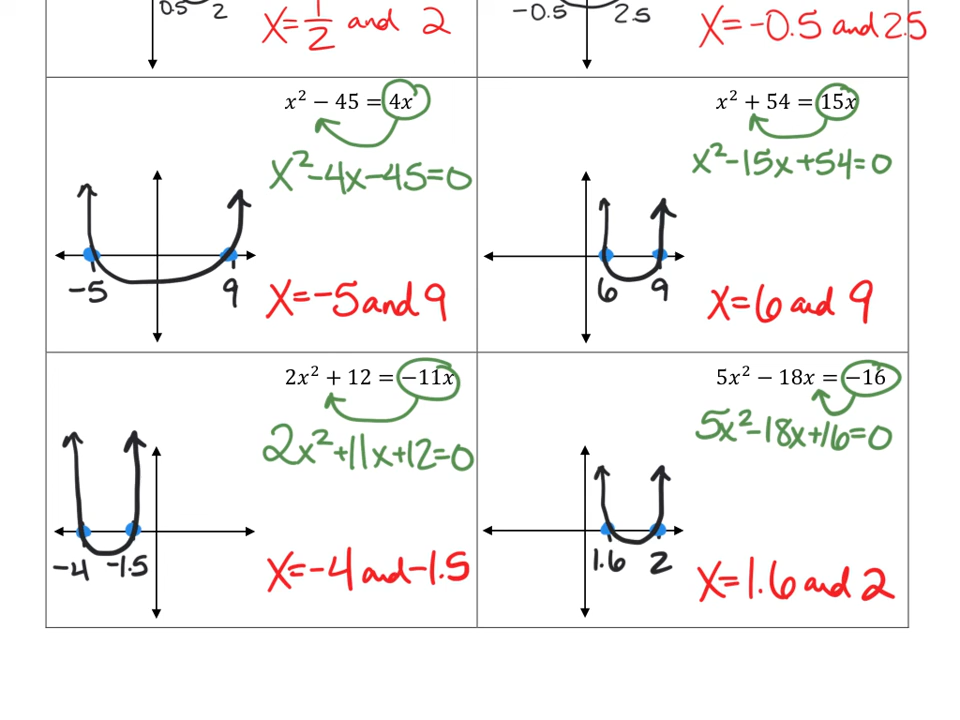 0.5 2
X=1/2 and 2
-0.5 2.5
X=-0.5 and 2.5
x² − 45 = 4x
X²-4x-45=0
-5 9
X=-5 and 9
x² + 54 = 15x
X²-15x+54=0
6 9
X=6 and 9
2x² + 12 = −11x
2x²+11x+12=0
-4 -1.5
X=-4 and -1.5
5x² − 18x = −16
5x²-18x+16=0
1.6 2
X=1.6 and 2